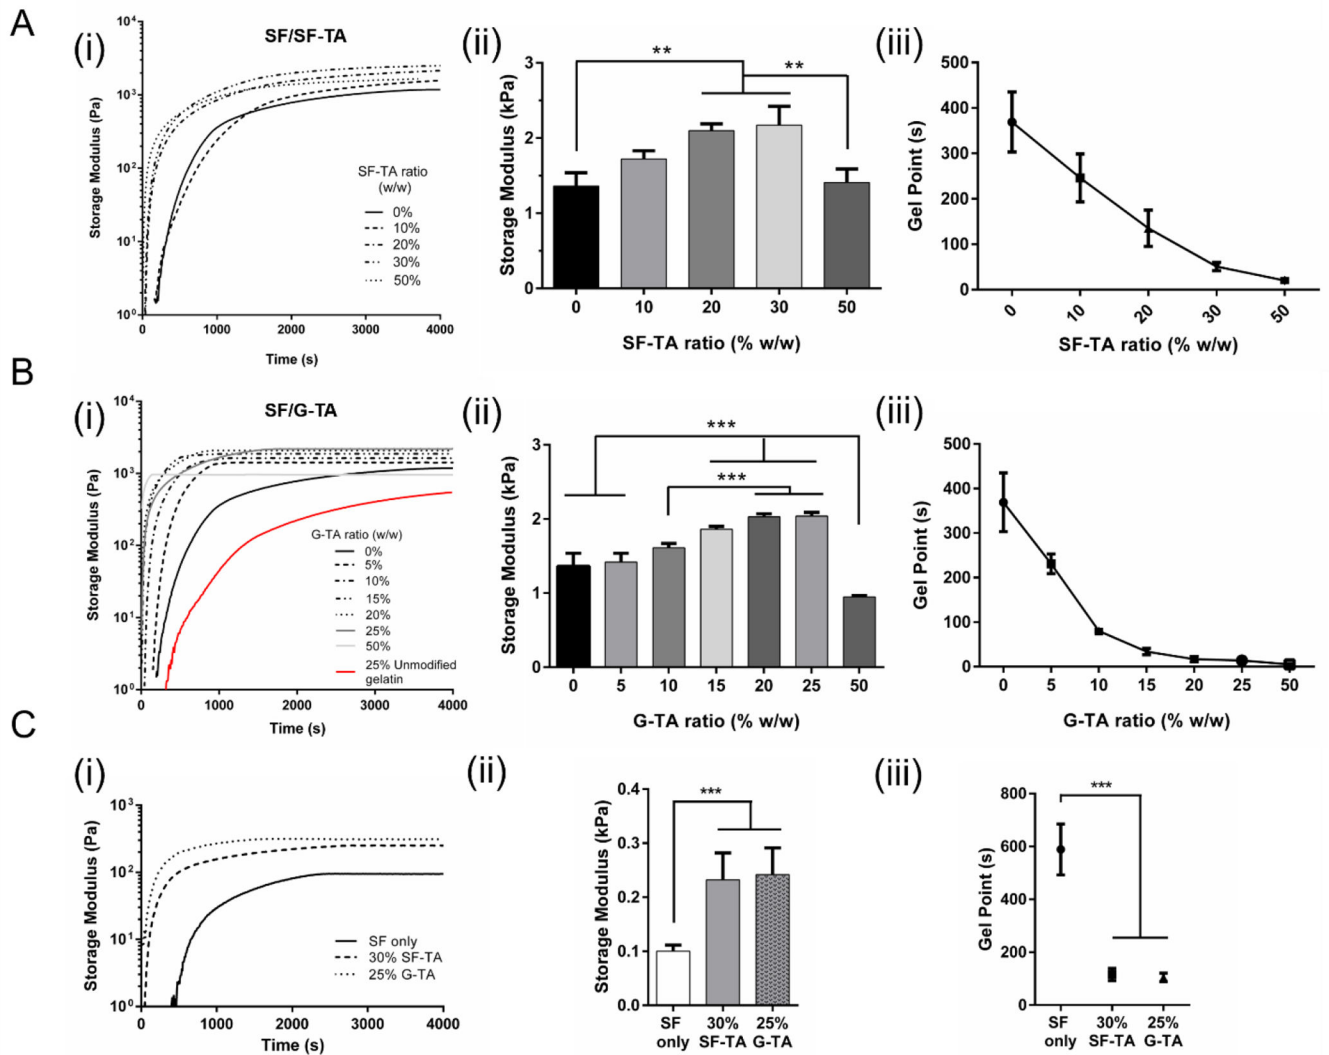 A
(i)
SF/SF-TA
Storage Modulus (Pa)
10⁴
10³
10²
10¹
10⁰
0 1000 2000 3000 4000
Time (s)
SF-TA ratio
(w/w)
0%
10%
20%
30%
50%
(ii)
** **
Storage Modulus (kPa)
3
2
1
0
0 10 20 30 50
SF-TA ratio (% w/w)
(iii)
Gel Point (s)
500
400
300
200
100
0
0 10 20 30 50
SF-TA ratio (% w/w)
B
(i)
SF/G-TA
Storage Modulus (Pa)
10⁴
10³
10²
10¹
10⁰
0 1000 2000 3000 4000
Time (s)
G-TA ratio (w/w)
0%
5%
10%
15%
20%
25%
50%
25% Unmodified
gelatin
(ii)
***
***
Storage Modulus (kPa)
3
2
1
0
0 5 10 15 20 25 50
G-TA ratio (% w/w)
(iii)
Gel Point (s)
500
400
300
200
100
0
0 5 10 15 20 25 50
G-TA ratio (% w/w)
C
(i)
Storage Modulus (Pa)
10³
10²
10¹
10⁰
0 1000 2000 3000 4000
Time (s)
SF only
30% SF-TA
25% G-TA
(ii)
***
Storage Modulus (kPa)
0.4
0.3
0.2
0.1
0.0
SF 30% 25%
only SF-TA G-TA
(iii)
***
Gel Point (s)
800
600
400
200
0
SF 30% 25%
only SF-TA G-TA